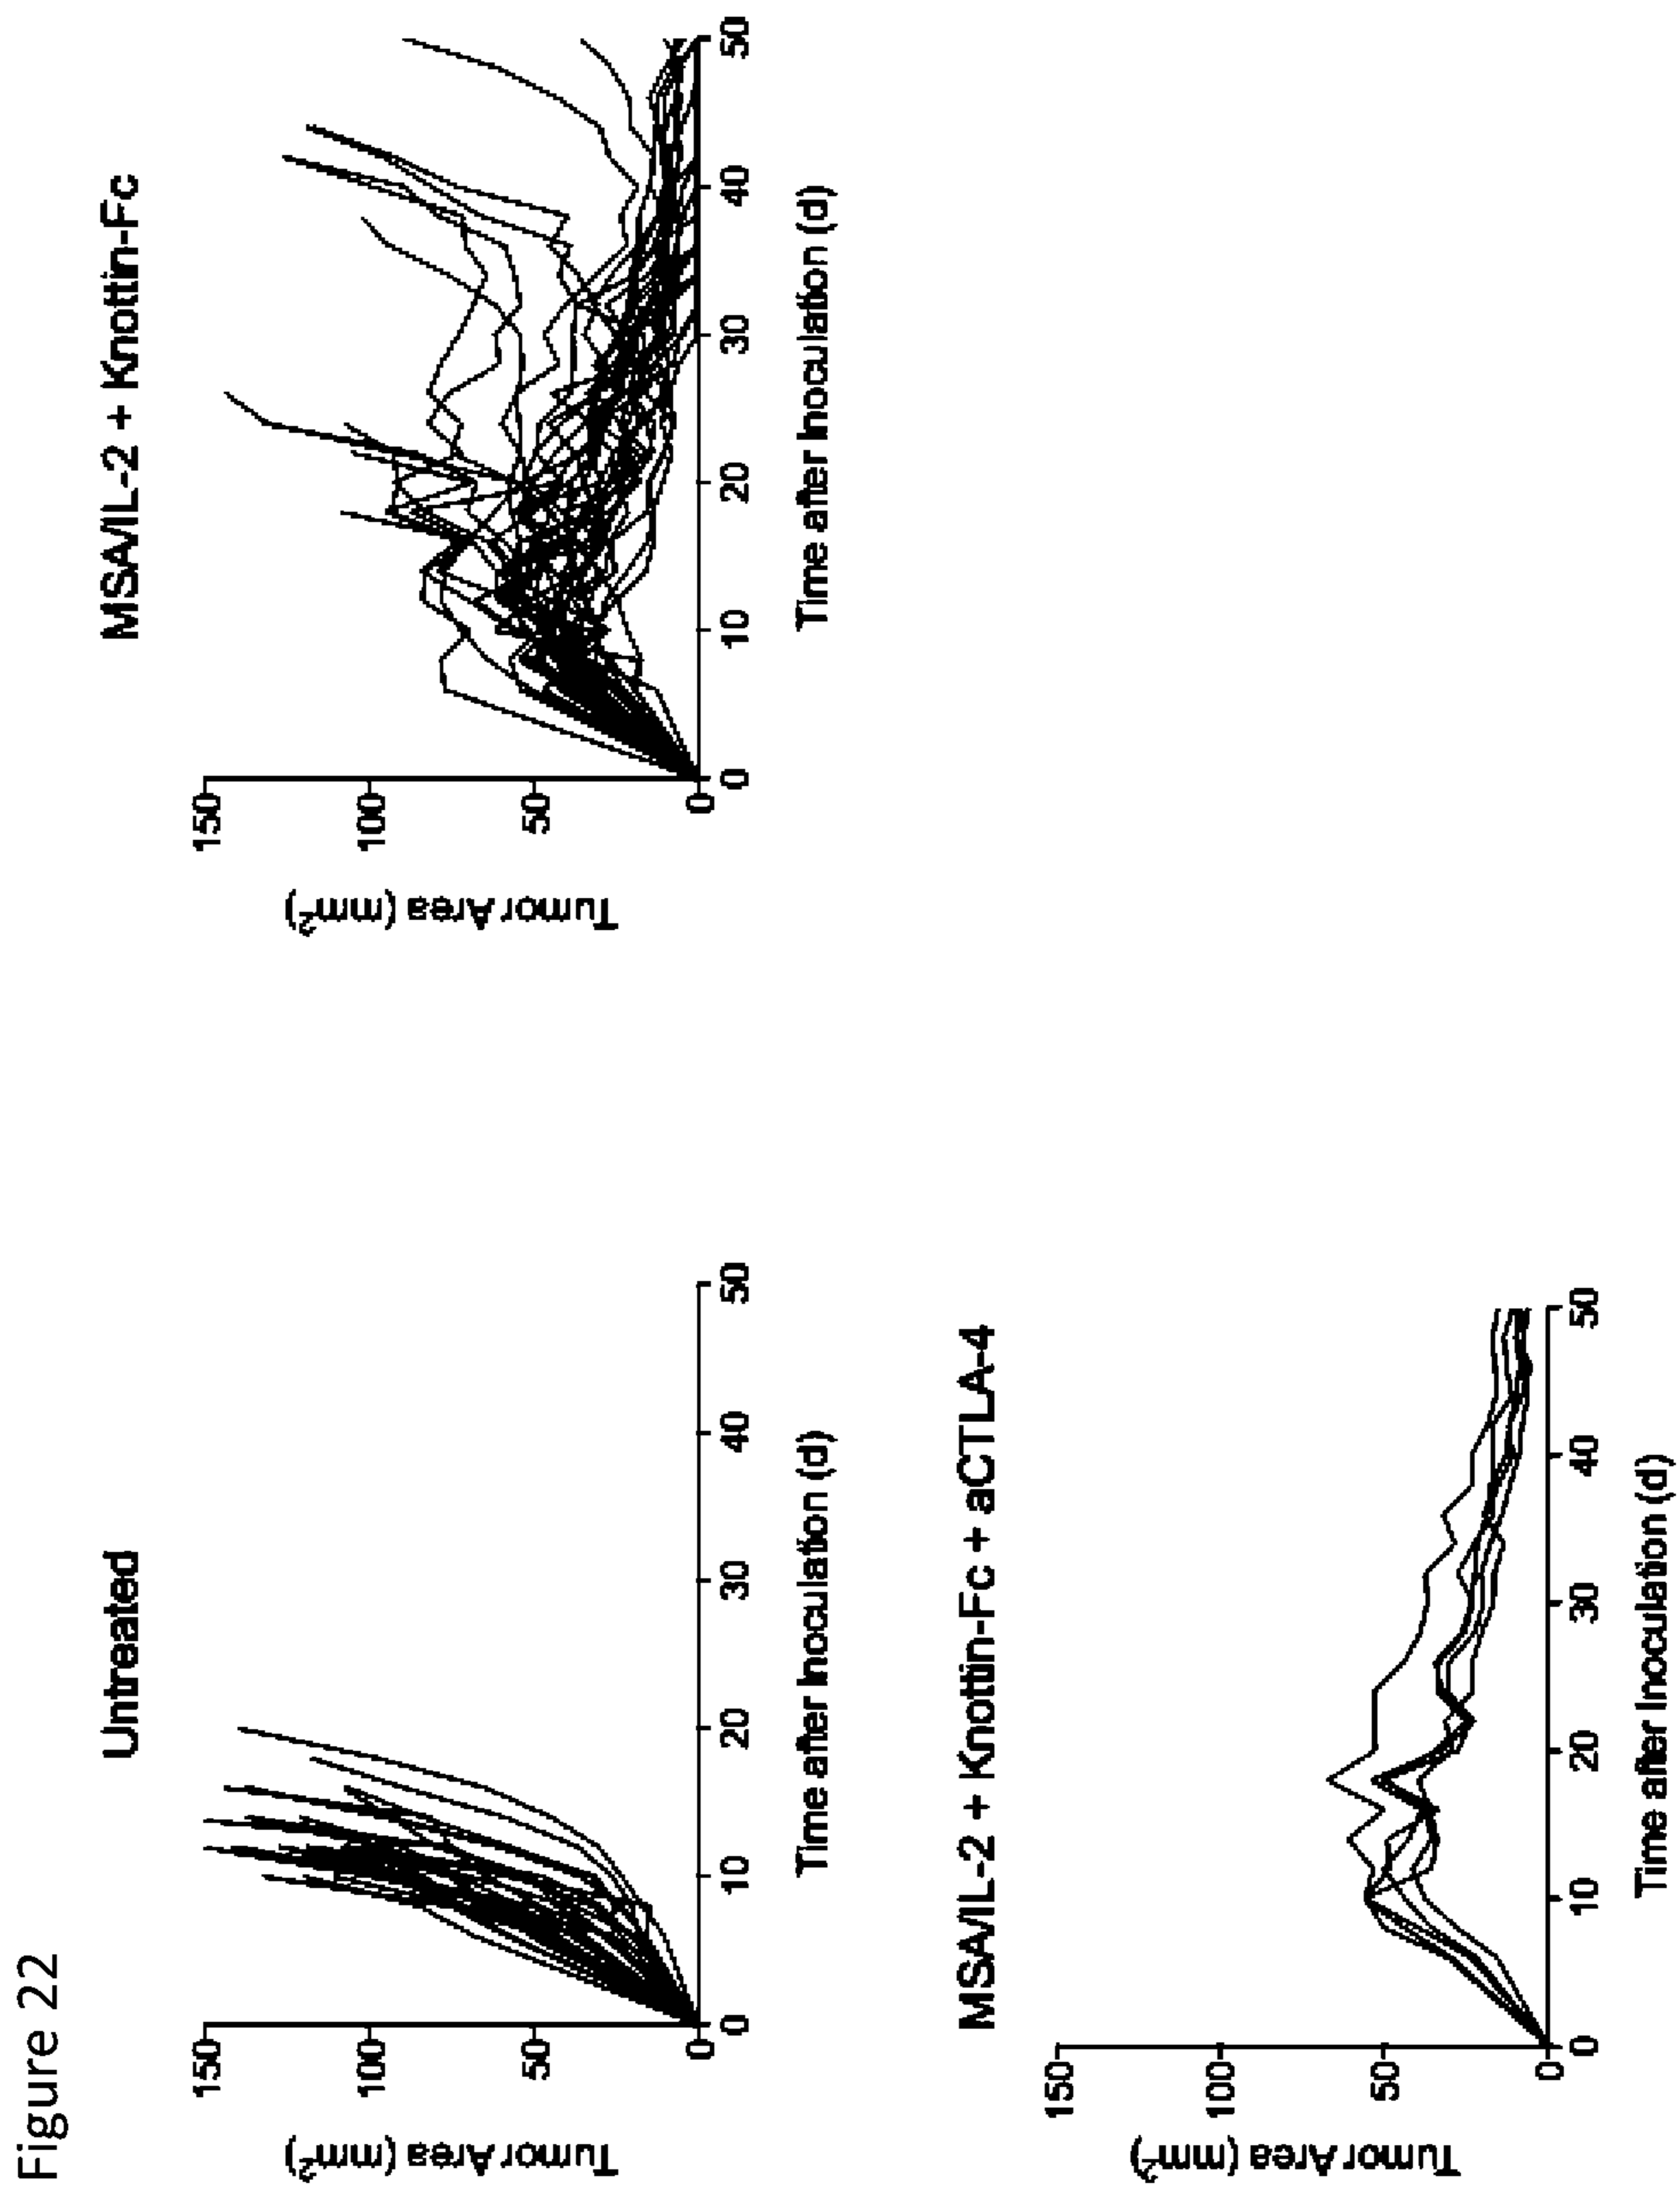 Figure 22
Untreated
Tumor Area (mm²)
150
100
50
0
0 10 20 30 40 50
Time after Inoculation (d)
MSA/IL-2 + Knottin-Fc
Tumor Area (mm²)
150
100
50
0
0 10 20 30 40 50
Time after Inoculation (d)
MSA/IL-2 + Knottin-Fc + aCTLA-4
Tumor Area (mm²)
150
100
50
0
0 10 20 30 40 50
Time after Inoculation (d)